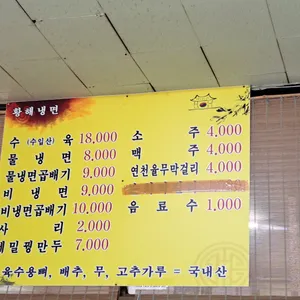 황해냉면
수 (수입산) 육 18,000
물 냉 면 8,000
물냉면곱배기 9,000
비 냉 면 9,000
비냉면곱배기 10,000
사 리 2,000
메밀평만두 7,000
소 주 4,000
맥 주 4,000
연천율무막걸리 4,000
음 료 수 1,000
육수용뼈, 배추, 무, 고추가루 = 국내산